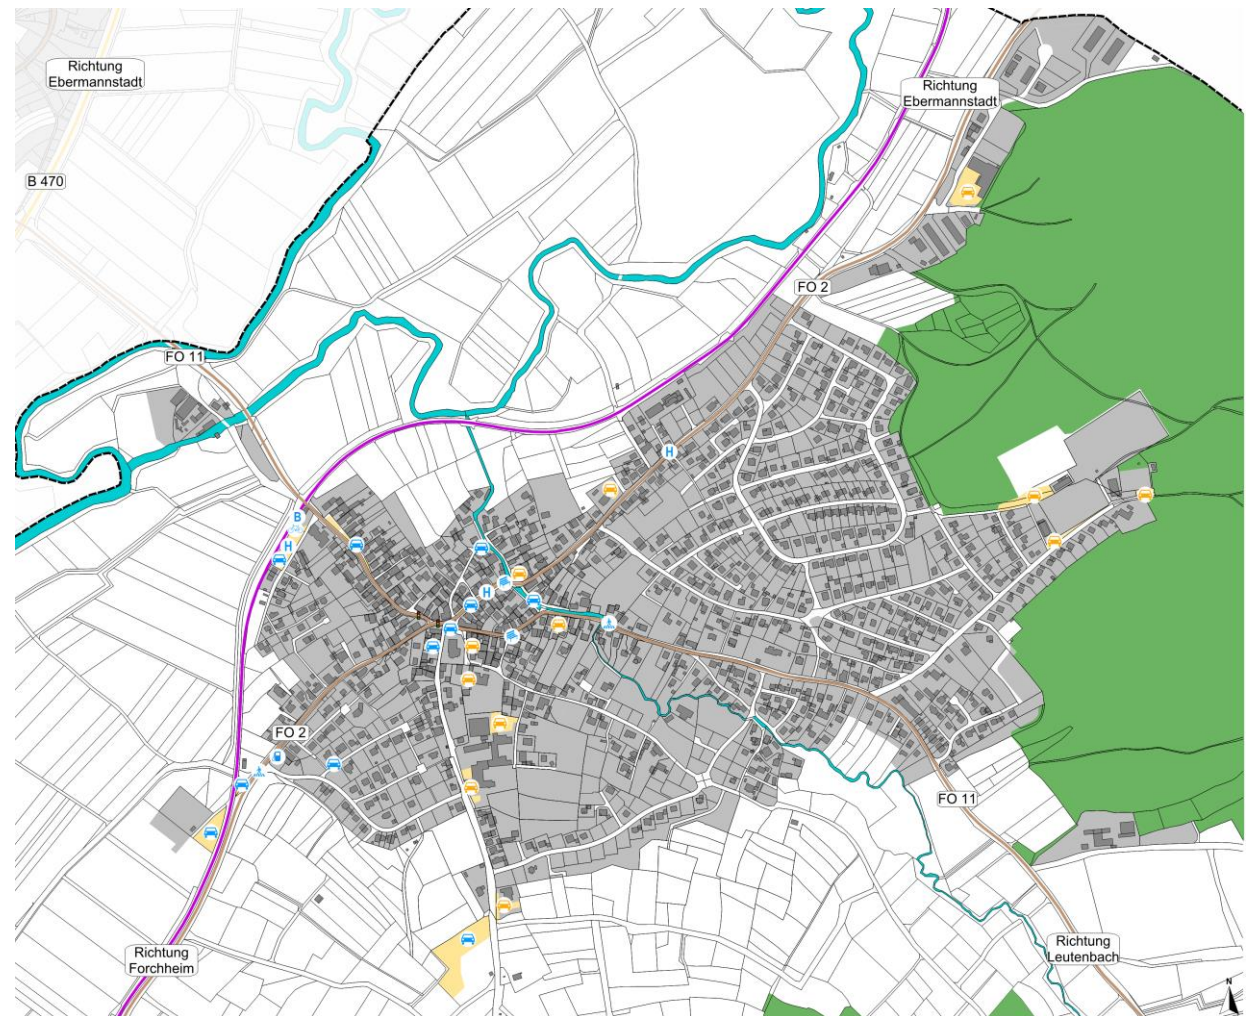 Richtung
Ebermannstadt
Richtung
Ebermannstadt
B 470
FO 2
FO 11
H
B
H
H
FO 2
FO 11
Richtung
Forchheim
Richtung
Leutenbach
N